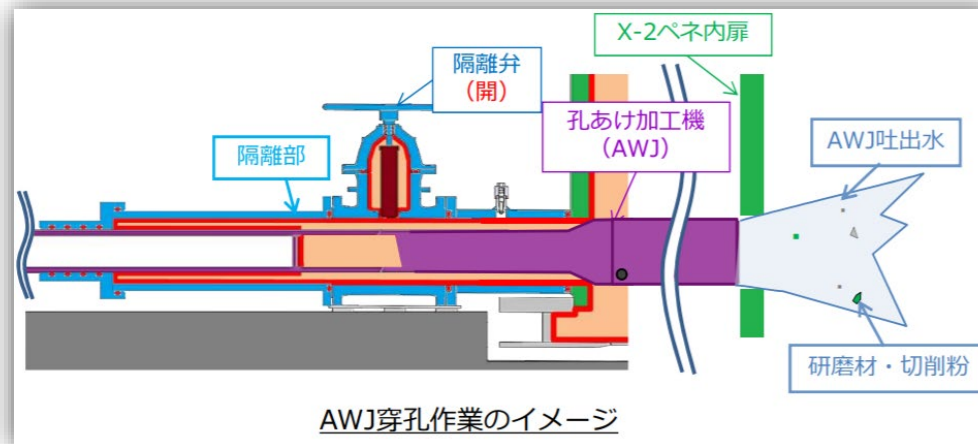 X-2ペネ内扉
隔離弁
（開）
孔あけ加工機
（AWJ）
AWJ吐出水
隔離部
研磨材・切削粉
AWJ穿孔作業のイメージ